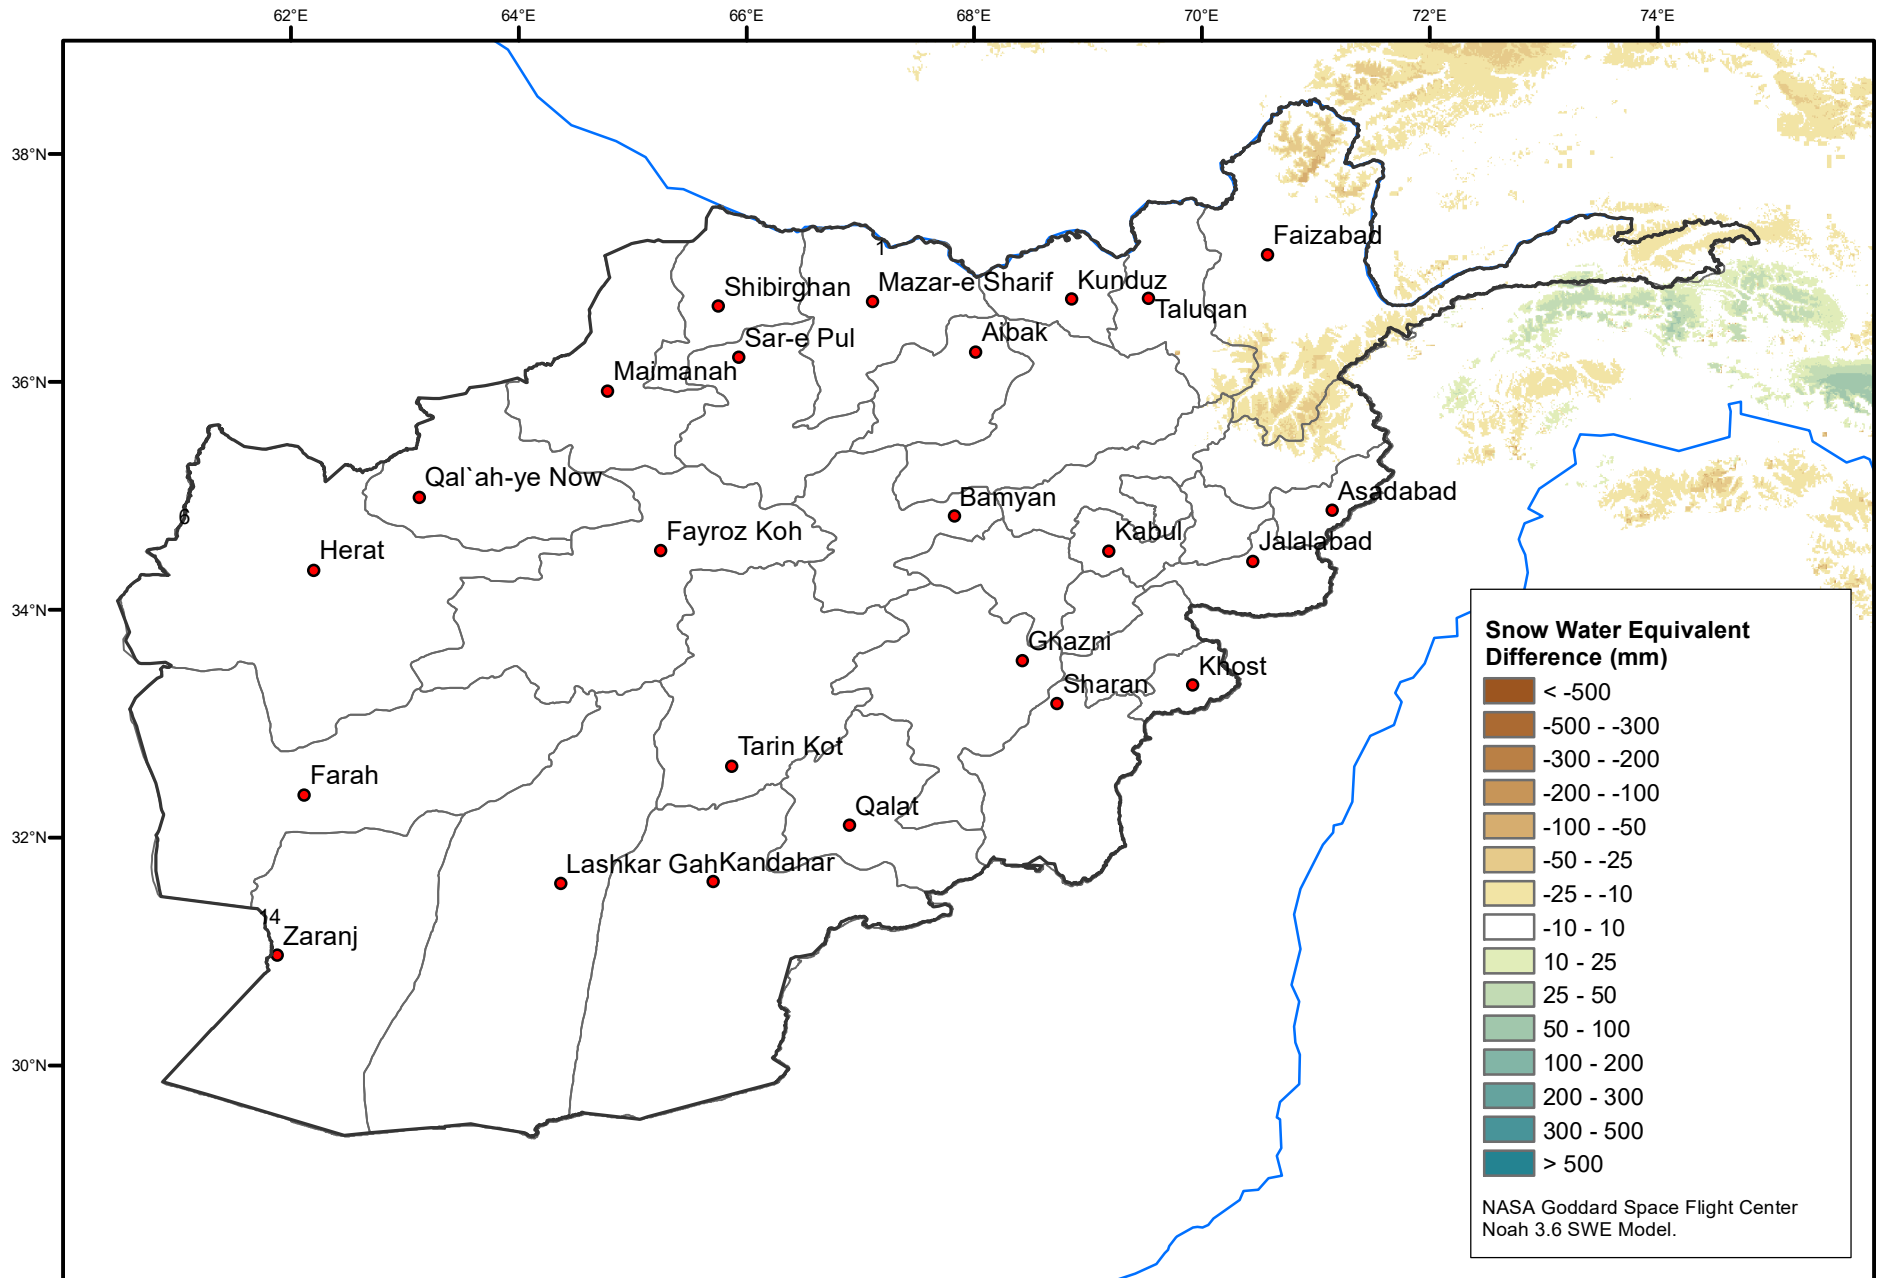 62°E
64°E
66°E
68°E
70°E
72°E
74°E
38°N
36°N
34°N
32°N
30°N
Faizabad
1
Mazar-e Sharif
Kunduz
Taluqan
Shibirghan
Sar-e Pul
Aibak
Maimanah
Qal`ah-ye Now
6
Herat
Fayroz Koh
Bamyan
Kabul
Asadabad
Jalalabad
Ghazni
Khost
Sharan
Tarin Kot
Farah
Qalat
Lashkar Gah
Kandahar
14
Zaranj
Snow Water Equivalent
Difference (mm)
< -500
-500 - -300
-300 - -200
-200 - -100
-100 - -50
-50 - -25
-25 - -10
-10 - 10
10 - 25
25 - 50
50 - 100
100 - 200
200 - 300
300 - 500
> 500
NASA Goddard Space Flight Center
Noah 3.6 SWE Model.